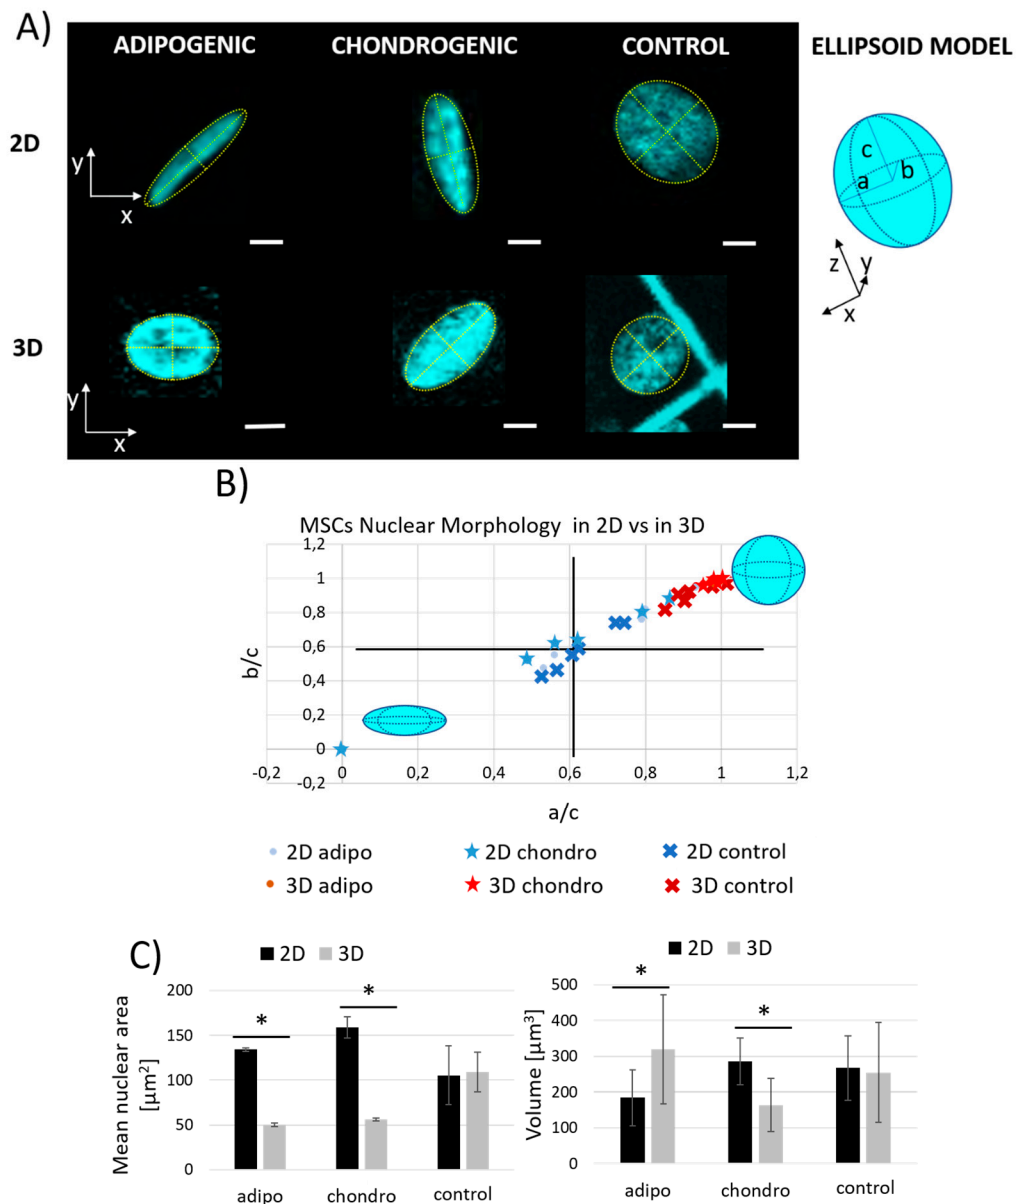 A)
ADIPOGENIC CHONDROGENIC CONTROL ELLIPSOID MODEL
2D
y
x
c
a b
z y
x
3D
y
x
B)
MSCs Nuclear Morphology in 2D vs in 3D
1,2
1
0,8
0,6
0,4
0,2
0
-0,2
b/c
-0,2 0 0,2 0,4 0,6 0,8 1 1,2
a/c
2D adipo 2D chondro 2D control
3D adipo 3D chondro 3D control
C)
2D 3D
200
150
100
50
0
Mean nuclear area
[µm²]
* *
adipo chondro control
2D 3D
500
400
300
200
100
0
Volume [µm³]
* *
adipo chondro control